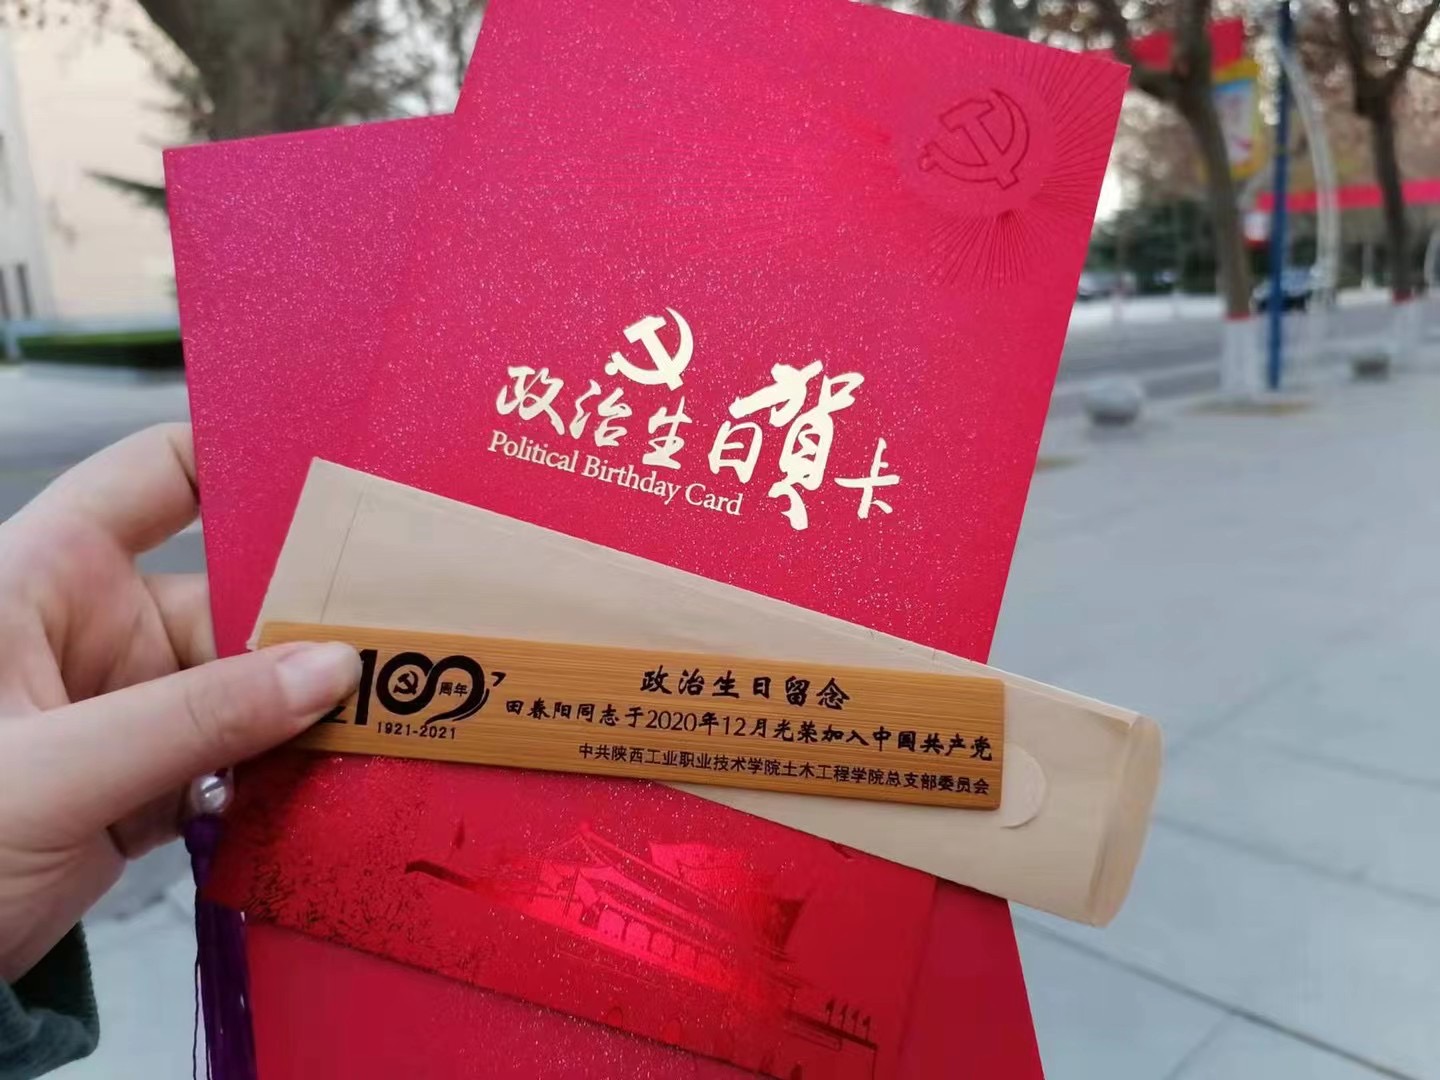 政治生日贺卡
Political Birthday Card
100周年
1921-2021
政治生日留念
田春阳同志于2020年12月光荣加入中国共产党
中共陕西工业职业技术学院土木工程学院总支部委员会